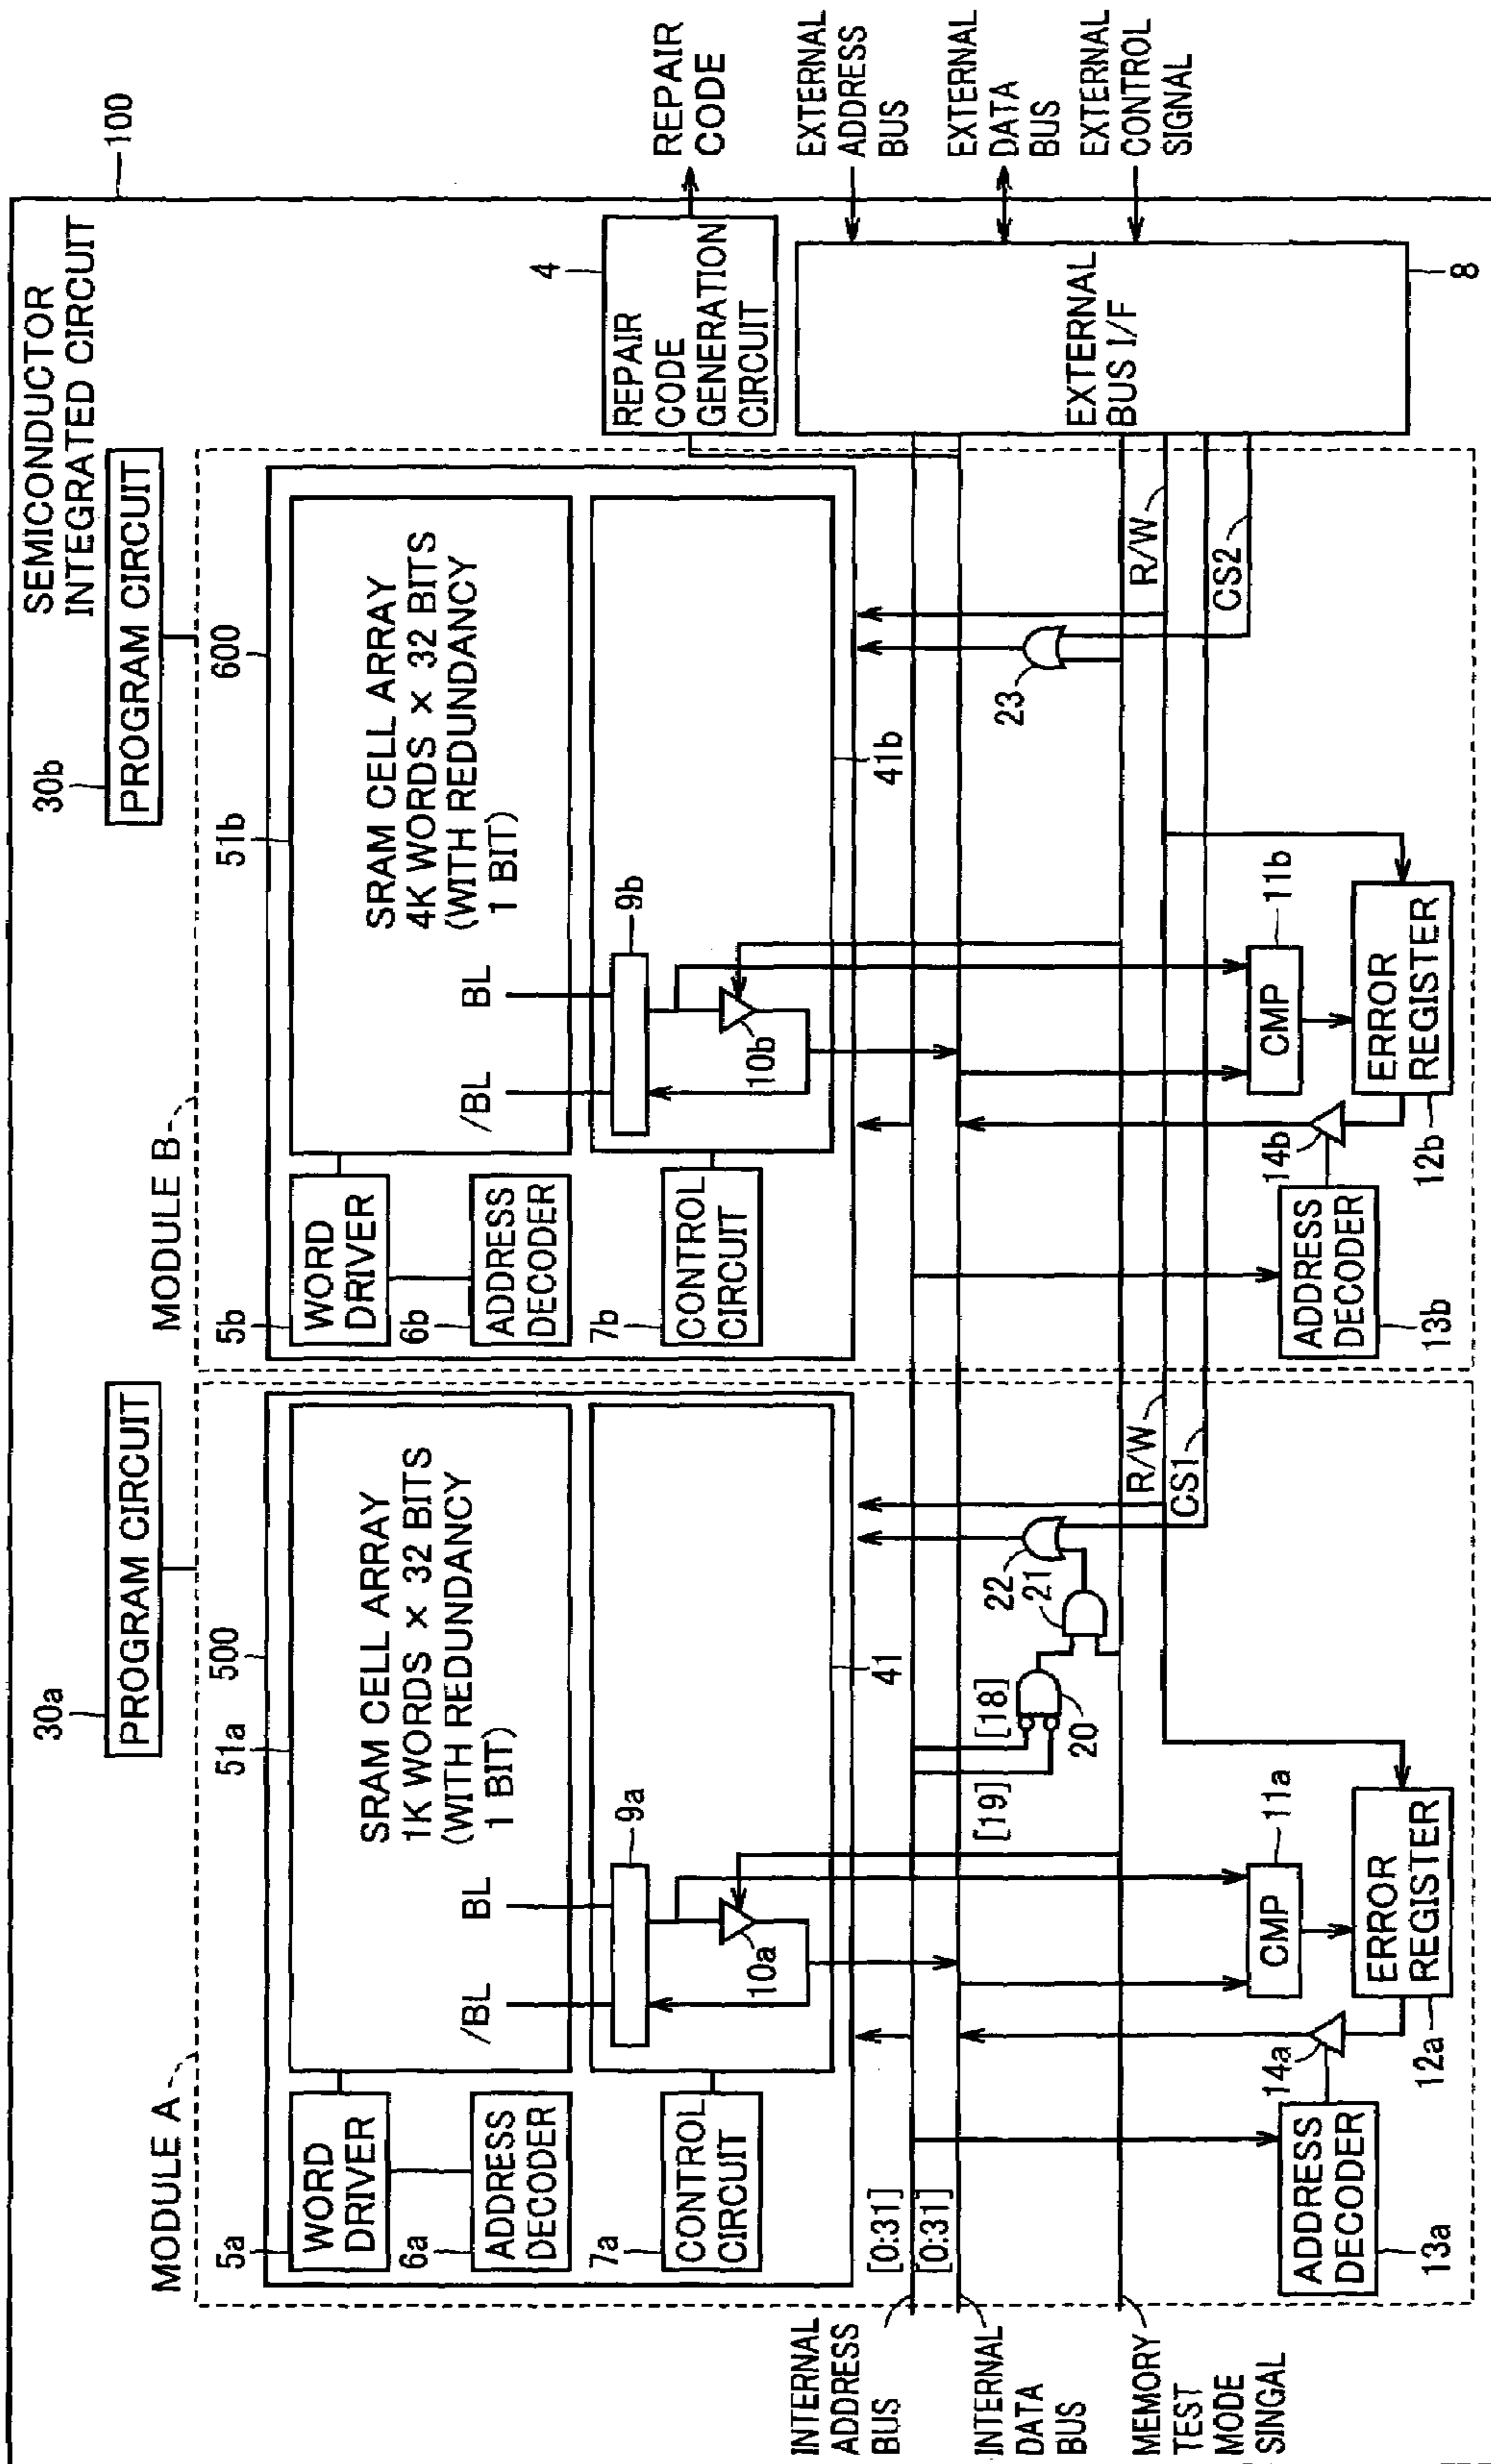 SEMICONDUCTOR
INTEGRATED CIRCUIT
100
30a
PROGRAM CIRCUIT
30b
PROGRAM CIRCUIT
MODULE A
500
51a
SRAM CELL ARRAY
1K WORDS × 32 BITS
(WITH REDUNDANCY
1 BIT)
5a
WORD
DRIVER
6a
ADDRESS
DECODER
7a
CONTROL
CIRCUIT
/BL
BL
9a
10a
41
MODULE B
600
51b
SRAM CELL ARRAY
4K WORDS × 32 BITS
(WITH REDUNDANCY
1 BIT)
5b
WORD
DRIVER
6b
ADDRESS
DECODER
7b
CONTROL
CIRCUIT
/BL
BL
9b
10b
41b
4
REPAIR
CODE
GENERATION
CIRCUIT
REPAIR
CODE
EXTERNAL
ADDRESS
BUS
EXTERNAL
DATA
BUS
EXTERNAL
CONTROL
SIGNAL
EXTERNAL
BUS I/F
8
INTERNAL
ADDRESS
BUS
[0:31]
INTERNAL
DATA
BUS
[0:31]
MEMORY
TEST
MODE
SINGAL
[19]
[18]
20
21
22
R/W
CS1
23
R/W
CS2
13a
ADDRESS
DECODER
14a
12a
ERROR
REGISTER
CMP
11a
13b
ADDRESS
DECODER
14b
12b
ERROR
REGISTER
CMP
11b